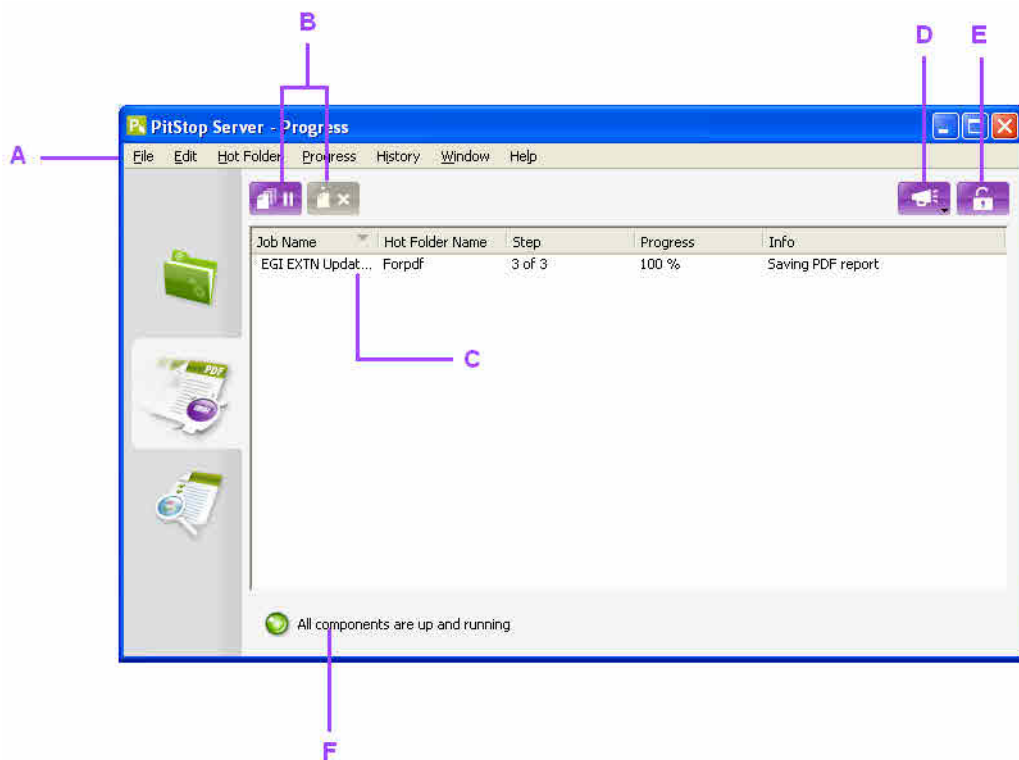 B
D E
PitStop Server - Progress
A
File Edit Hot Folder Progress History Window Help
Job Name Hot Folder Name Step Progress Info
EGI EXTN Updat... Forpdf 3 of 3 100 % Saving PDF report
C
PDF
All components are up and running
F